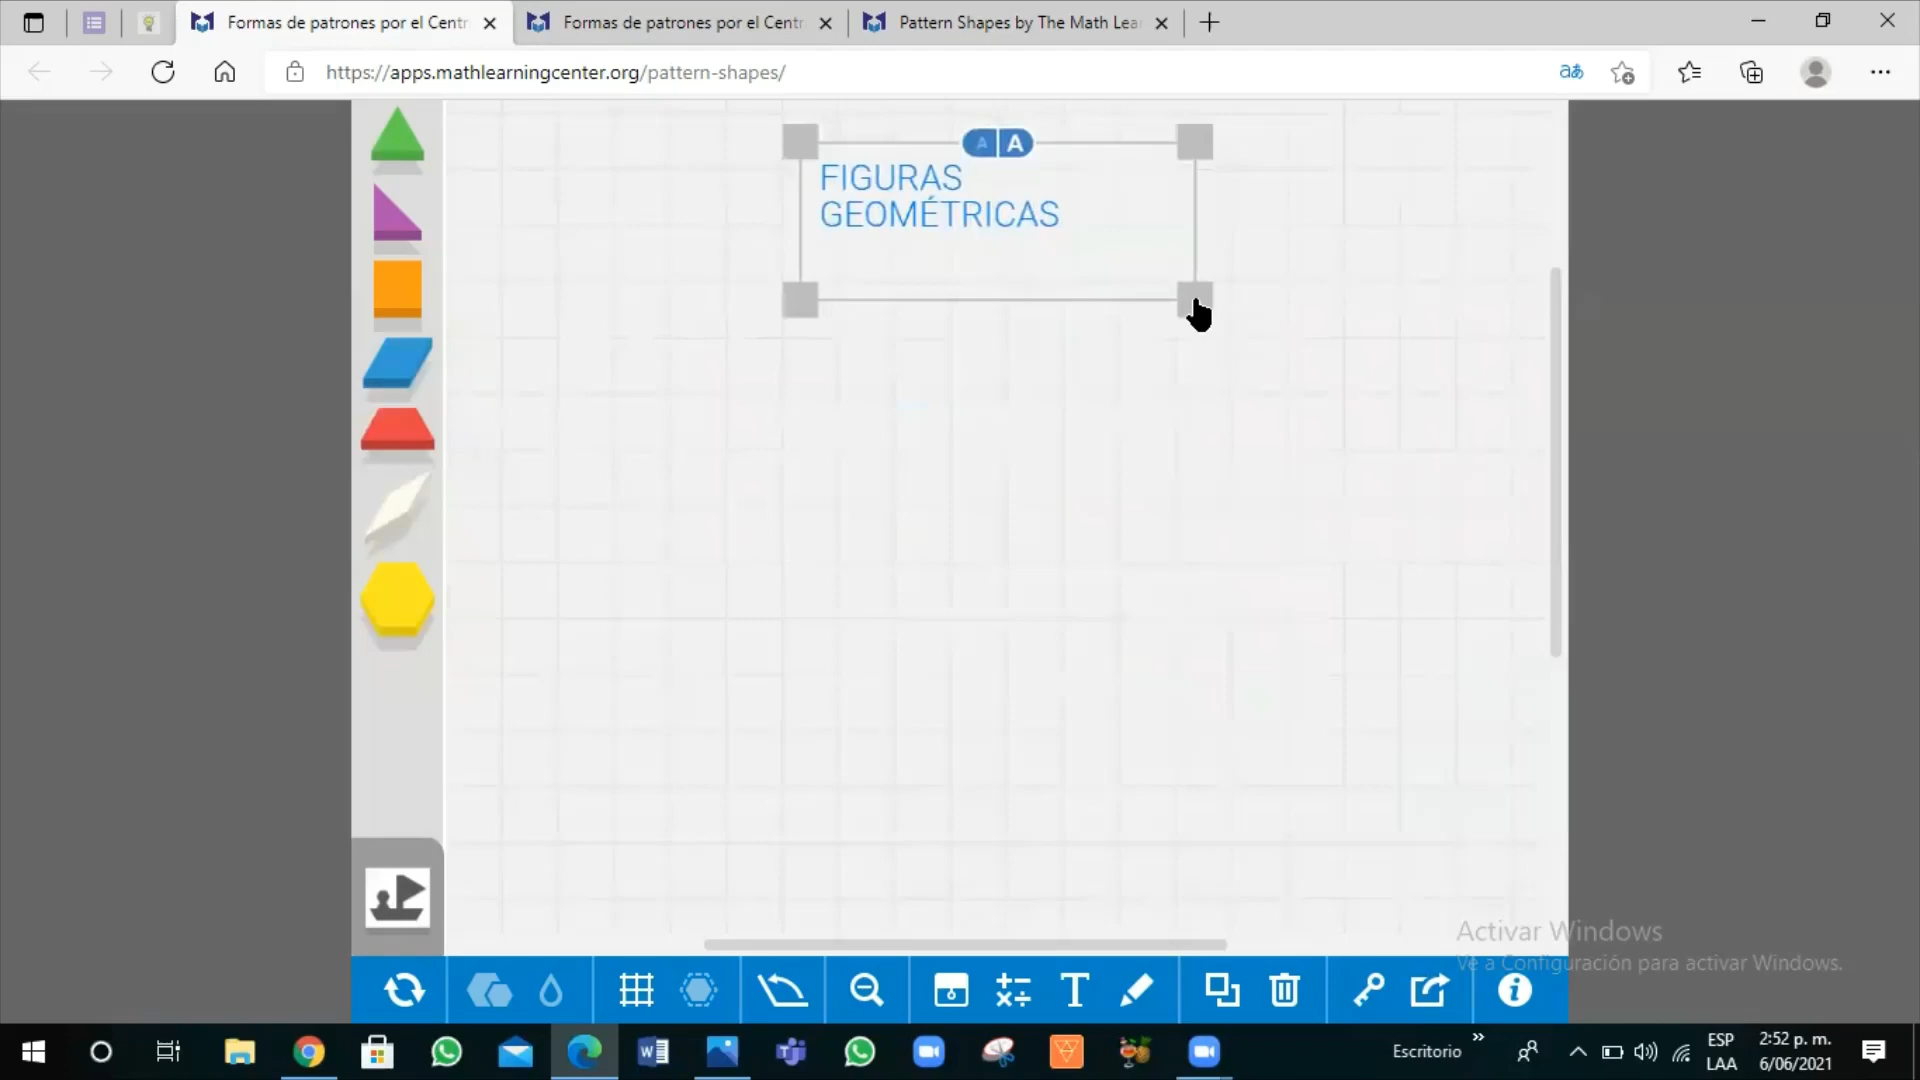 Formas de patrones por el Centr
Formas de patrones por el Centr
Pattern Shapes by The Math Lea
https://apps.mathlearningcenter.org/pattern-shapes/
aあ
A A
FIGURAS
GEOMÉTRICAS
Activar Windows
Ve a Configuración para activar Windows.
T
Escritorio
ESP
LAA
2:52 p. m.
6/06/2021